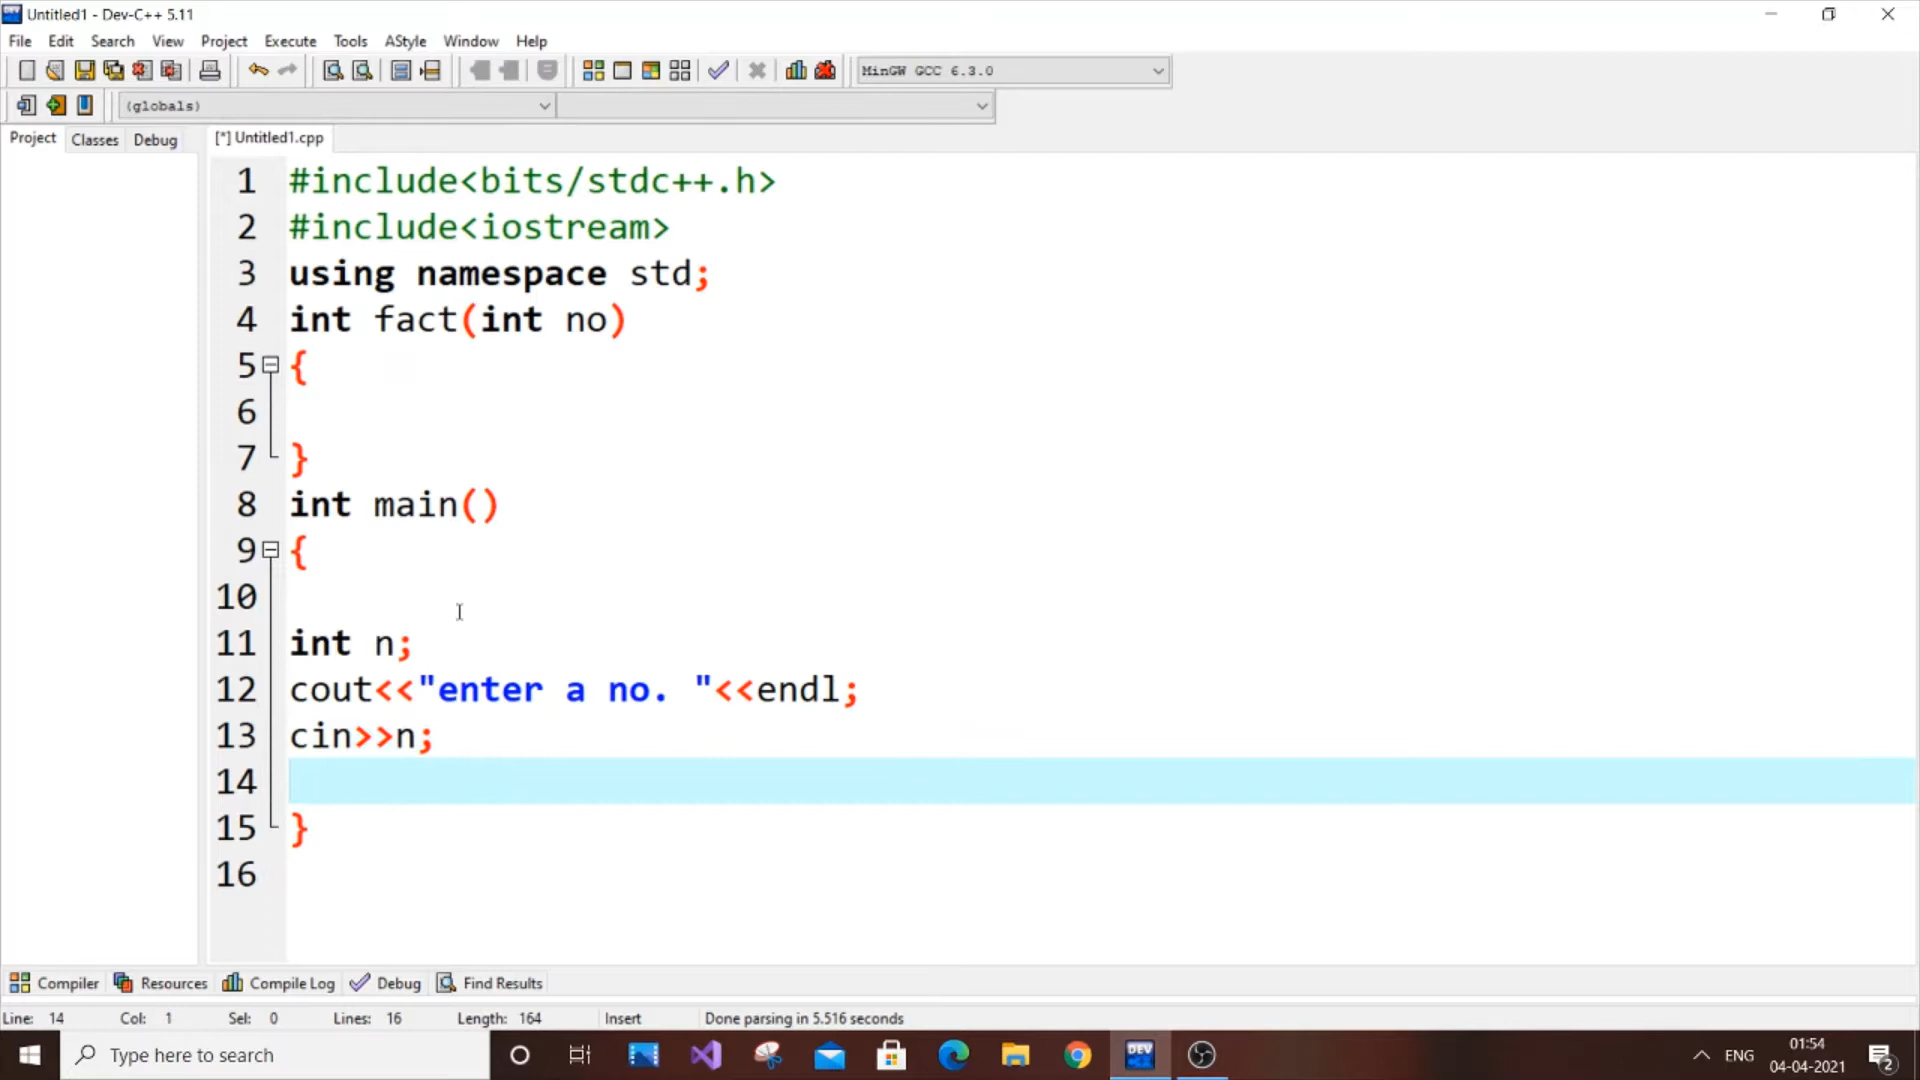 Untitled1 - Dev-C++ 5.11
File Edit Search View Project Execute Tools AStyle Window Help
MinGW GCC 6.3.0
(globals)
Project Classes Debug [*] Untitled1.cpp
1 #include<bits/stdc++.h>
2 #include<iostream>
3 using namespace std;
4 int fact(int no)
5 {
6
7 }
8 int main()
9 {
10
11 int n;
12 cout<<"enter a no. "<<endl;
13 cin>>n;
14
15 }
16
Compiler Resources Compile Log Debug Find Results
Line: 14 Col: 1 Sel: 0 Lines: 16 Length: 164 Insert Done parsing in 5.516 seconds
Type here to search DEV ENG 01:54
04-04-2021 2